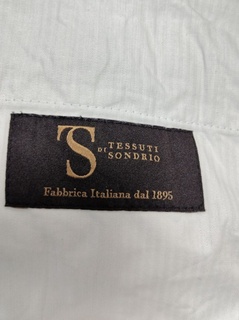 TS DI TESSUTI
SONDRIO
Fabbrica Italiana dal 1895